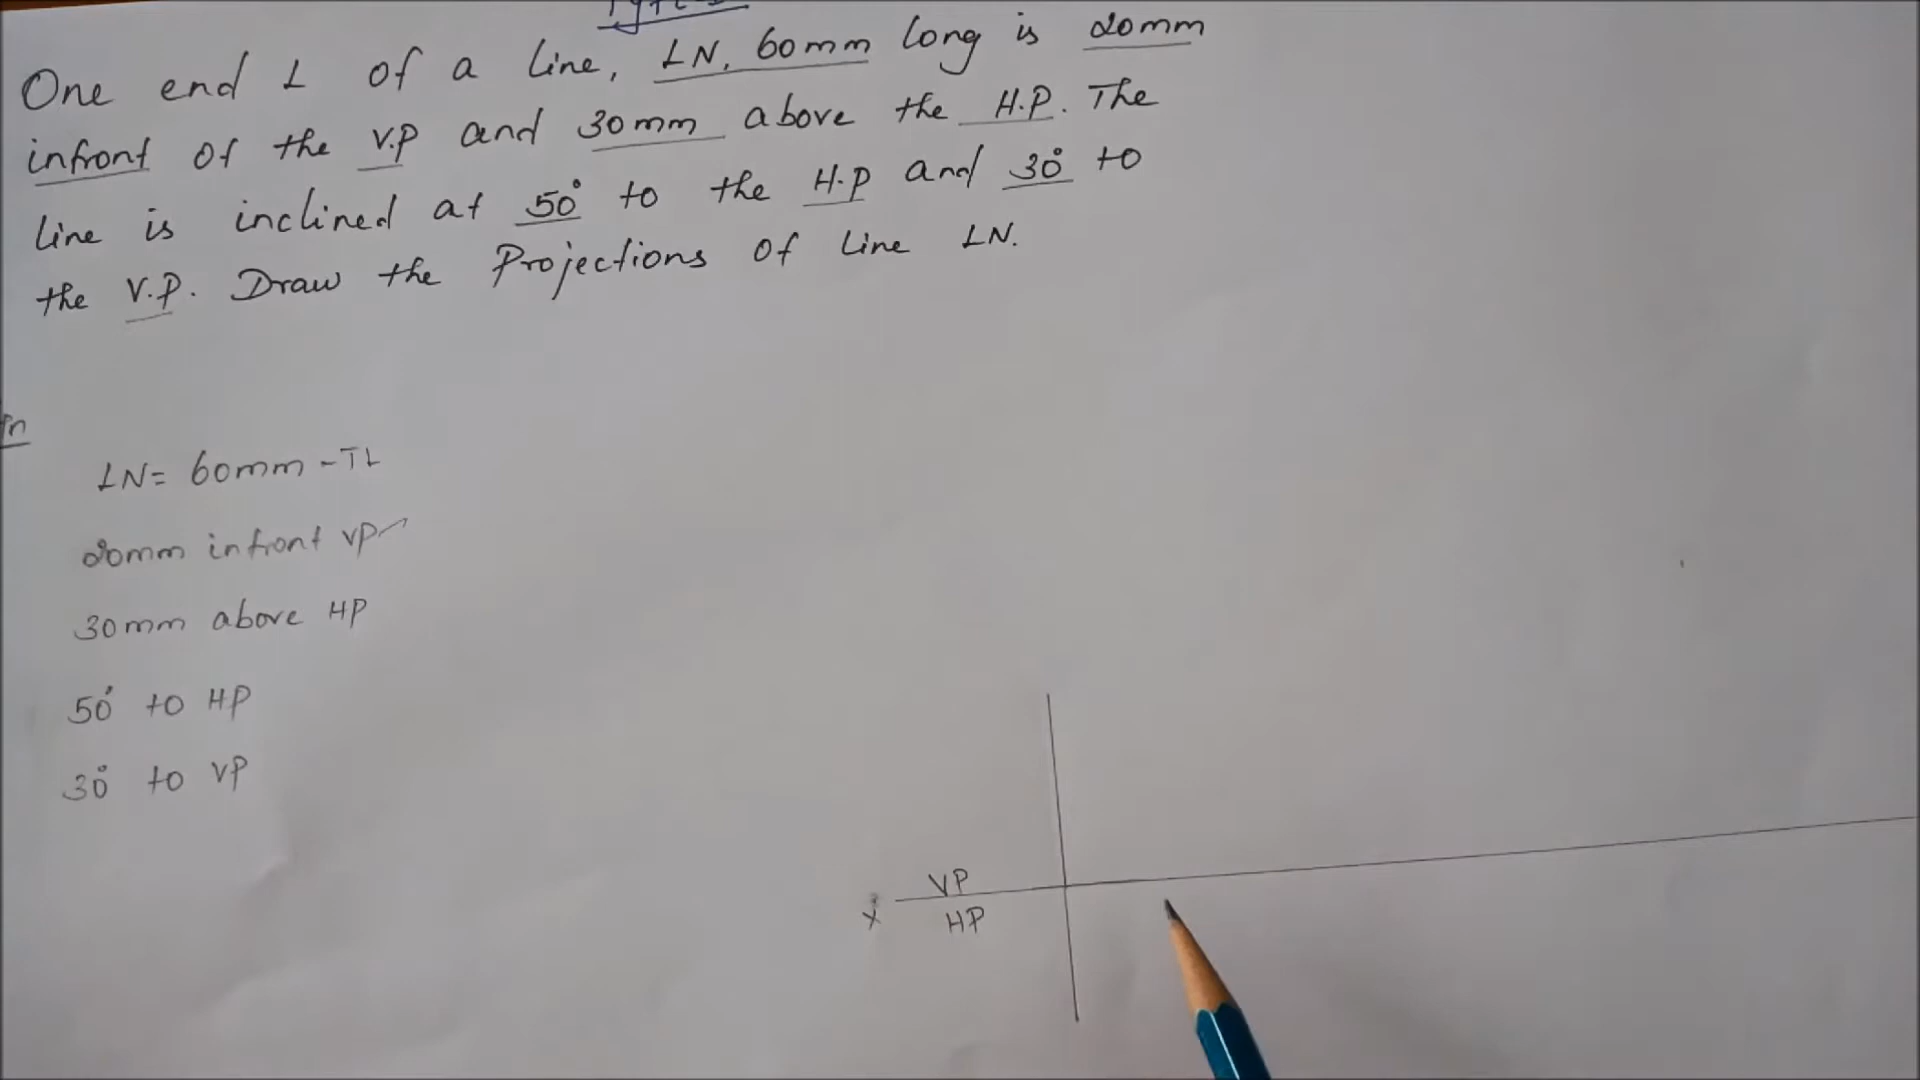 One end L of a line, LN, 60mm long is 20mm
infront of the V.P and 30mm above the H.P. The
line is inclined at 50° to the H.P and 30° to
the V.P. Draw the Projections of line LN.
LN= 60mm -TL
20mm infront VP
30mm above HP
50° to HP
30° to VP
VP
X
HP